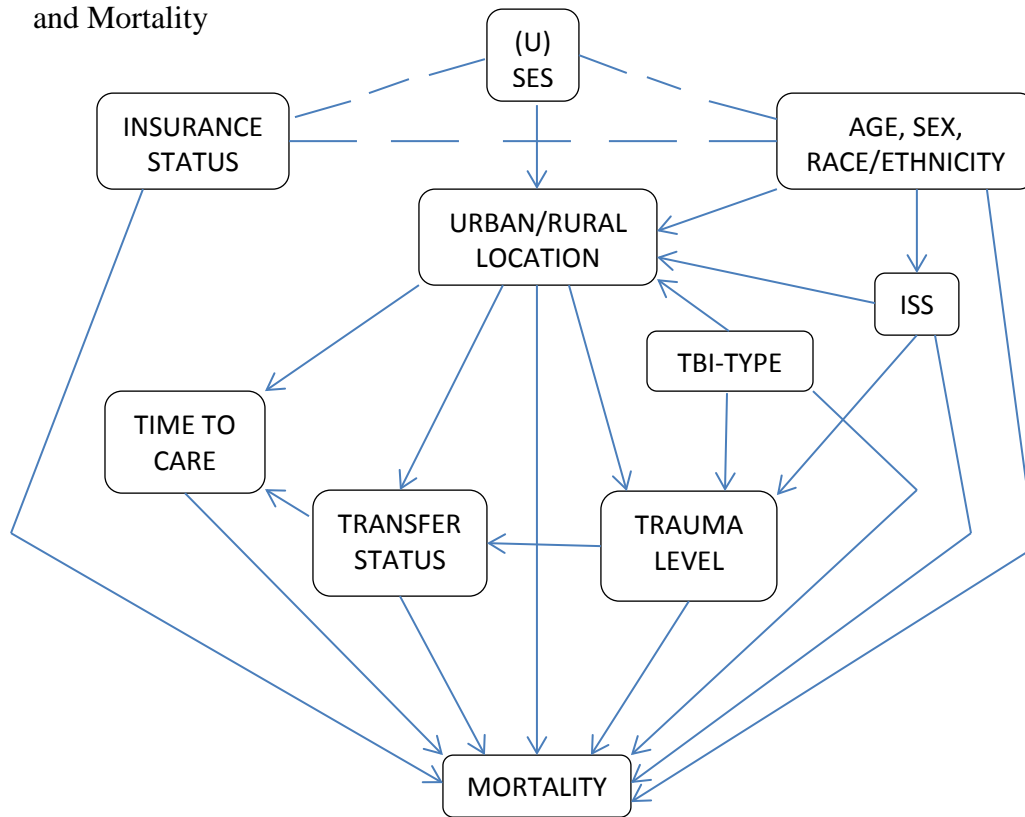 and Mortality
(U)
SES
INSURANCE
STATUS
AGE, SEX,
RACE/ETHNICITY
URBAN/RURAL
LOCATION
ISS
TBI-TYPE
TIME TO
CARE
TRANSFER
STATUS
TRAUMA
LEVEL
MORTALITY